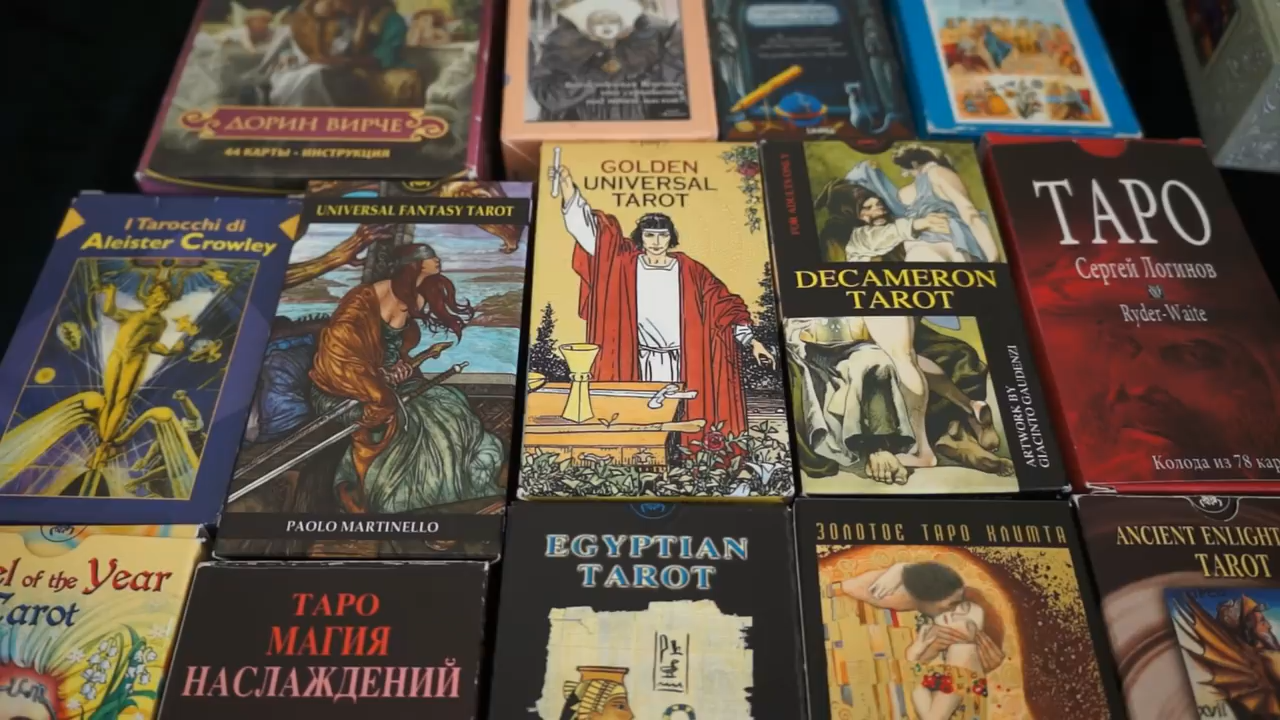 ДОРИН ВИРЧЕ
44 КАРТЫ - ИНСТРУКЦИЯ
I Tarocchi di
Aleister Crowley
UNIVERSAL FANTASY TAROT
PAOLO MARTINELLO
GOLDEN
UNIVERSAL
TAROT
FOR ADULTS ONLY
DECAMERON
TAROT
ARTWORK BY
GIACINTO GAUDENZI
ТАРО
Сергей Логинов
Ryder-Waite
Колода из 78 кар
el of the Year
Tarot
ТАРО
МАГИЯ
НАСЛАЖДЕНИЙ
EGYPTIAN
TAROT
ЗОЛОТОЕ ТАРО КЛИМТА
ANCIENT ENLIGHT
TAROT
XVII